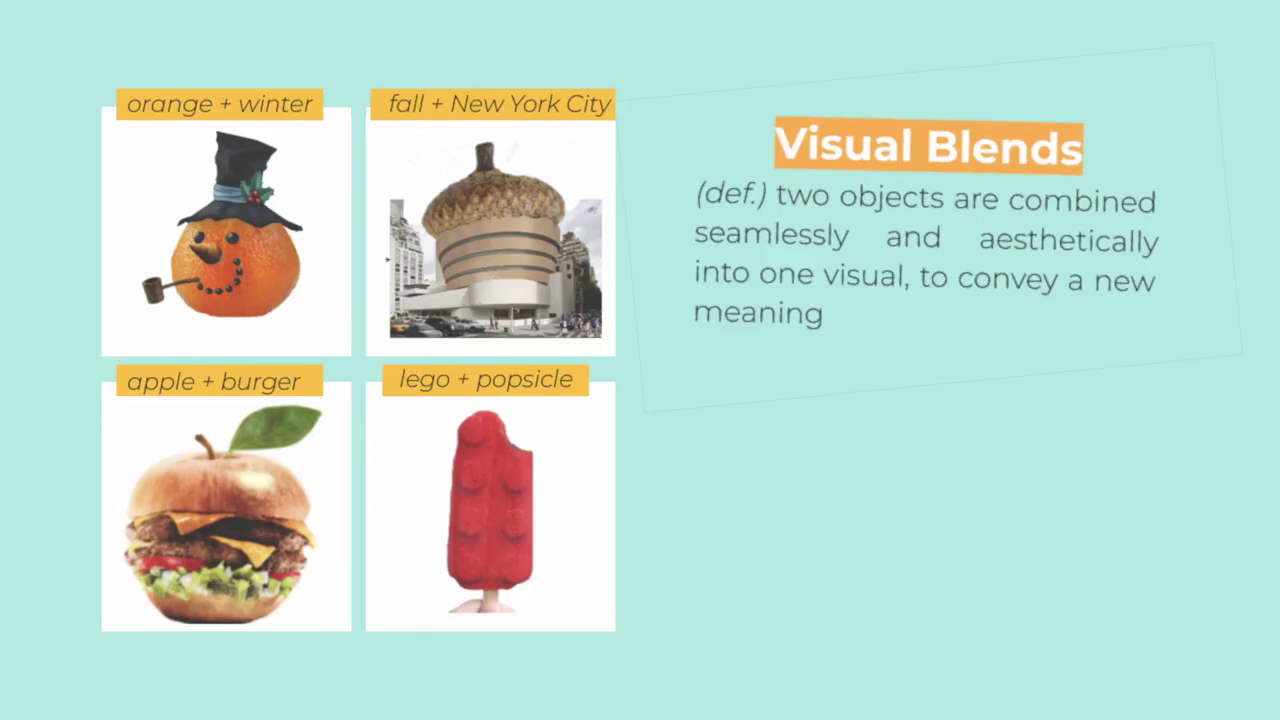 orange + winter
fall + New York City
apple + burger
lego + popsicle
Visual Blends
(def.) two objects are combined
seamlessly and aesthetically
into one visual, to convey a new
meaning